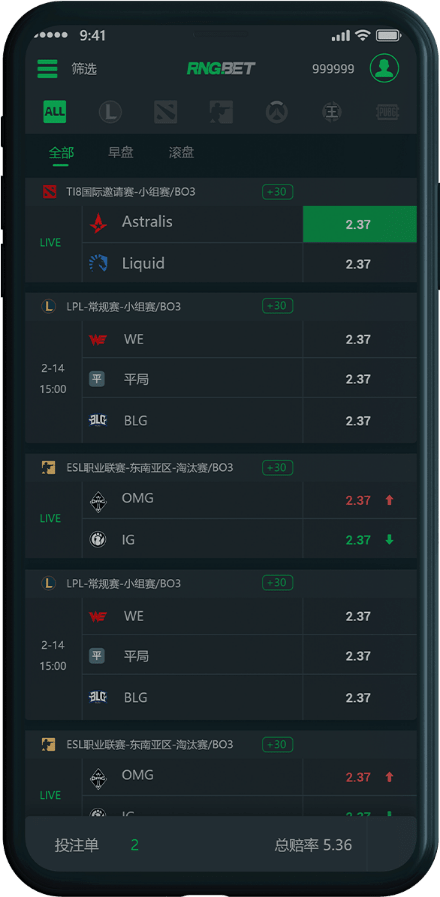 9:41
筛选 RNGBET 999999
ALL
全部 早盘 滚盘
TI8国际邀请赛-小组赛/BO3 +30
LIVE
Astralis 2.37
Liquid 2.37
LPL-常规赛-小组赛/BO3 +30
2-14
15:00
WE 2.37
平 平局 2.37
BLG 2.37
ESL职业联赛-东南亚区-淘汰赛/BO3 +30
LIVE
OMG 2.37
IG 2.37
LPL-常规赛-小组赛/BO3 +30
2-14
15:00
WE 2.37
平 平局 2.37
BLG 2.37
ESL职业联赛-东南亚区-淘汰赛/BO3 +30
LIVE
OMG 2.37
IG 2.37
投注单 2 总赔率 5.36